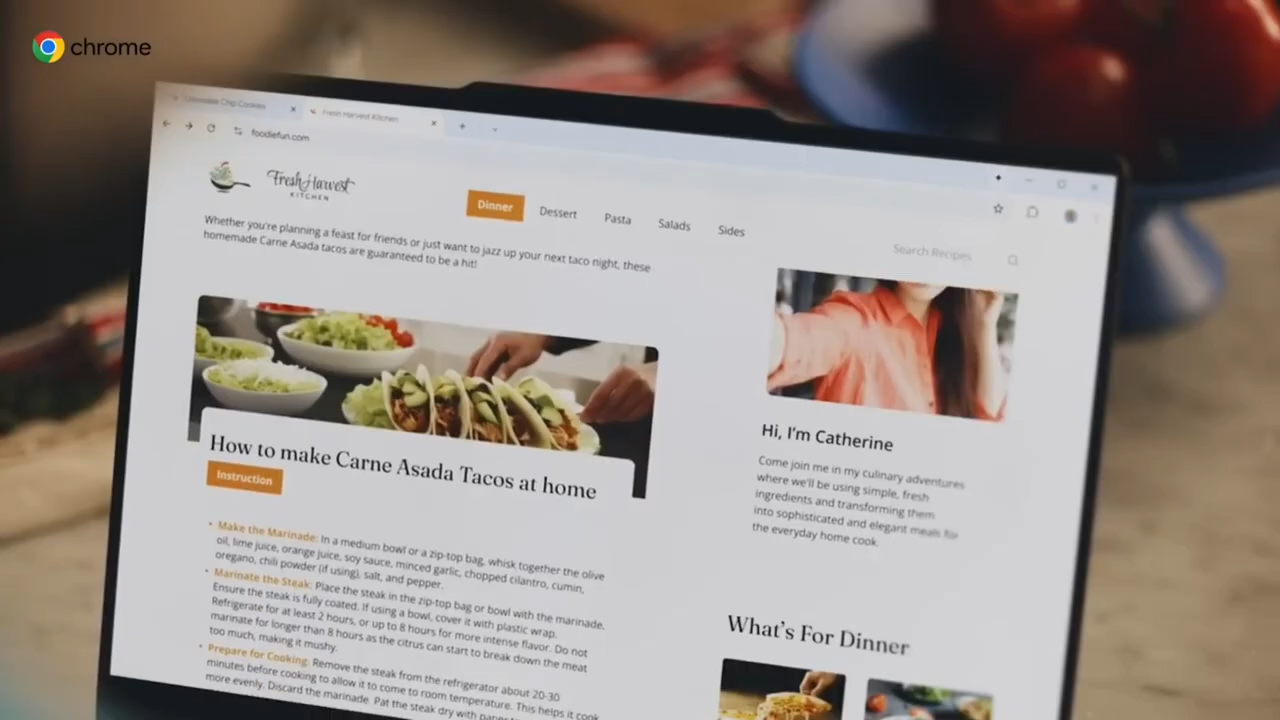 chrome
Chocolate Chip Cookies
Fresh Harvest Kitchen
foodiefun.com
Fresh Harvest
KITCHEN
Dinner
Dessert
Pasta
Salads
Sides
Search Recipes
Whether you're planning a feast for friends or just want to jazz up your next taco night, these
homemade Carne Asada tacos are guaranteed to be a hit!
How to make Carne Asada Tacos at home
Instruction
• Make the Marinade: In a medium bowl or a zip-top bag, whisk together the olive
oil, lime juice, orange juice, soy sauce, minced garlic, chopped cilantro, cumin,
oregano, chili powder (if using), salt, and pepper.
• Marinate the Steak: Place the steak in the zip-top bag or bowl with the marinade.
Ensure the steak is fully coated. If using a bowl, cover it with plastic wrap.
Refrigerate for at least 2 hours, or up to 8 hours for more intense flavor. Do not
marinate for longer than 8 hours as the citrus can start to break down the meat
too much, making it mushy.
• Prepare for Cooking: Remove the steak from the refrigerator about 20-30
minutes before cooking to allow it to come to room temperature. This helps it cook
more evenly. Discard the marinade. Pat the steak dry with paper
Hi, I'm Catherine
Come join me in my culinary adventures
where we'll be using simple, fresh
ingredients and transforming them
into sophisticated and elegant meals for
the everyday home cook.
What's For Dinner